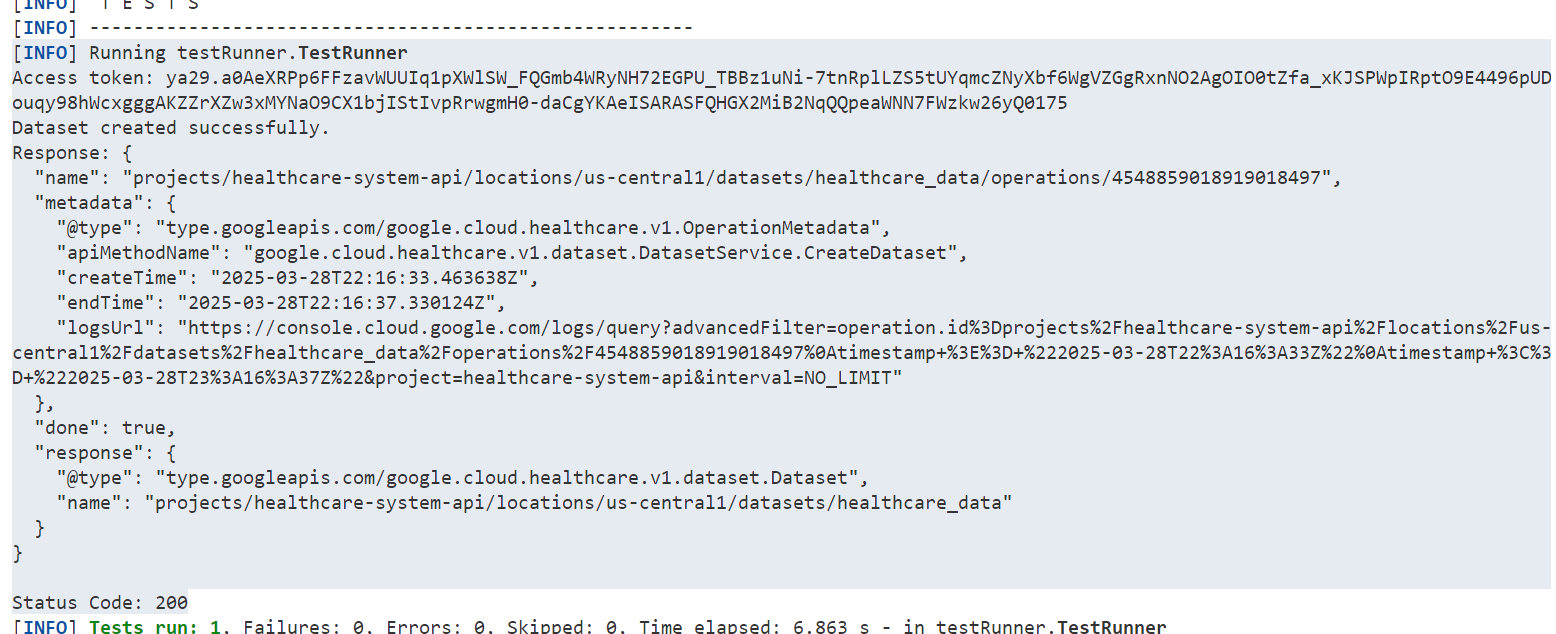 [INFO]  T E S T S
[INFO] -------------------------------------------------------
[INFO] Running testRunner.TestRunner
Access token: ya29.a0AeXRPp6FFzavWUUIq1pXWlSW_FQGmb4WRyNH72EGPU_TBBz1uNi-7tnRplLZS5tUYqmcZNyXbf6WgVZGgRxnNO2AgOIO0tZfa_xKJSPWpIRptO9E4496pUD
ouqy98hWcxgggAKZZrXZw3xMYNaO9CX1bjIStIvpRrwgmH0-daCgYKAeISARASFQHGX2MiB2NqQQpeaWNN7FWzkw26yQ0175
Dataset created successfully.
Response: {
  "name": "projects/healthcare-system-api/locations/us-central1/datasets/healthcare_data/operations/4548859018919018497",
  "metadata": {
    "@type": "type.googleapis.com/google.cloud.healthcare.v1.OperationMetadata",
    "apiMethodName": "google.cloud.healthcare.v1.dataset.DatasetService.CreateDataset",
    "createTime": "2025-03-28T22:16:33.463638Z",
    "endTime": "2025-03-28T22:16:37.330124Z",
    "logsUrl": "https://console.cloud.google.com/logs/query?advancedFilter=operation.id%3Dprojects%2Fhealthcare-system-api%2Flocations%2Fus-
central1%2Fdatasets%2Fhealthcare_data%2Foperations%2F4548859018919018497%0Atimestamp+%3E%3D+%222025-03-28T22%3A16%3A33Z%22%0Atimestamp+%3C%3
D+%222025-03-28T23%3A16%3A37Z%22&project=healthcare-system-api&interval=NO_LIMIT"
  },
  "done": true,
  "response": {
    "@type": "type.googleapis.com/google.cloud.healthcare.v1.dataset.Dataset",
    "name": "projects/healthcare-system-api/locations/us-central1/datasets/healthcare_data"
  }
}
Status Code: 200
[INFO] Tests run: 1, Failures: 0, Errors: 0, Skipped: 0, Time elapsed: 6.863 s - in testRunner.TestRunner